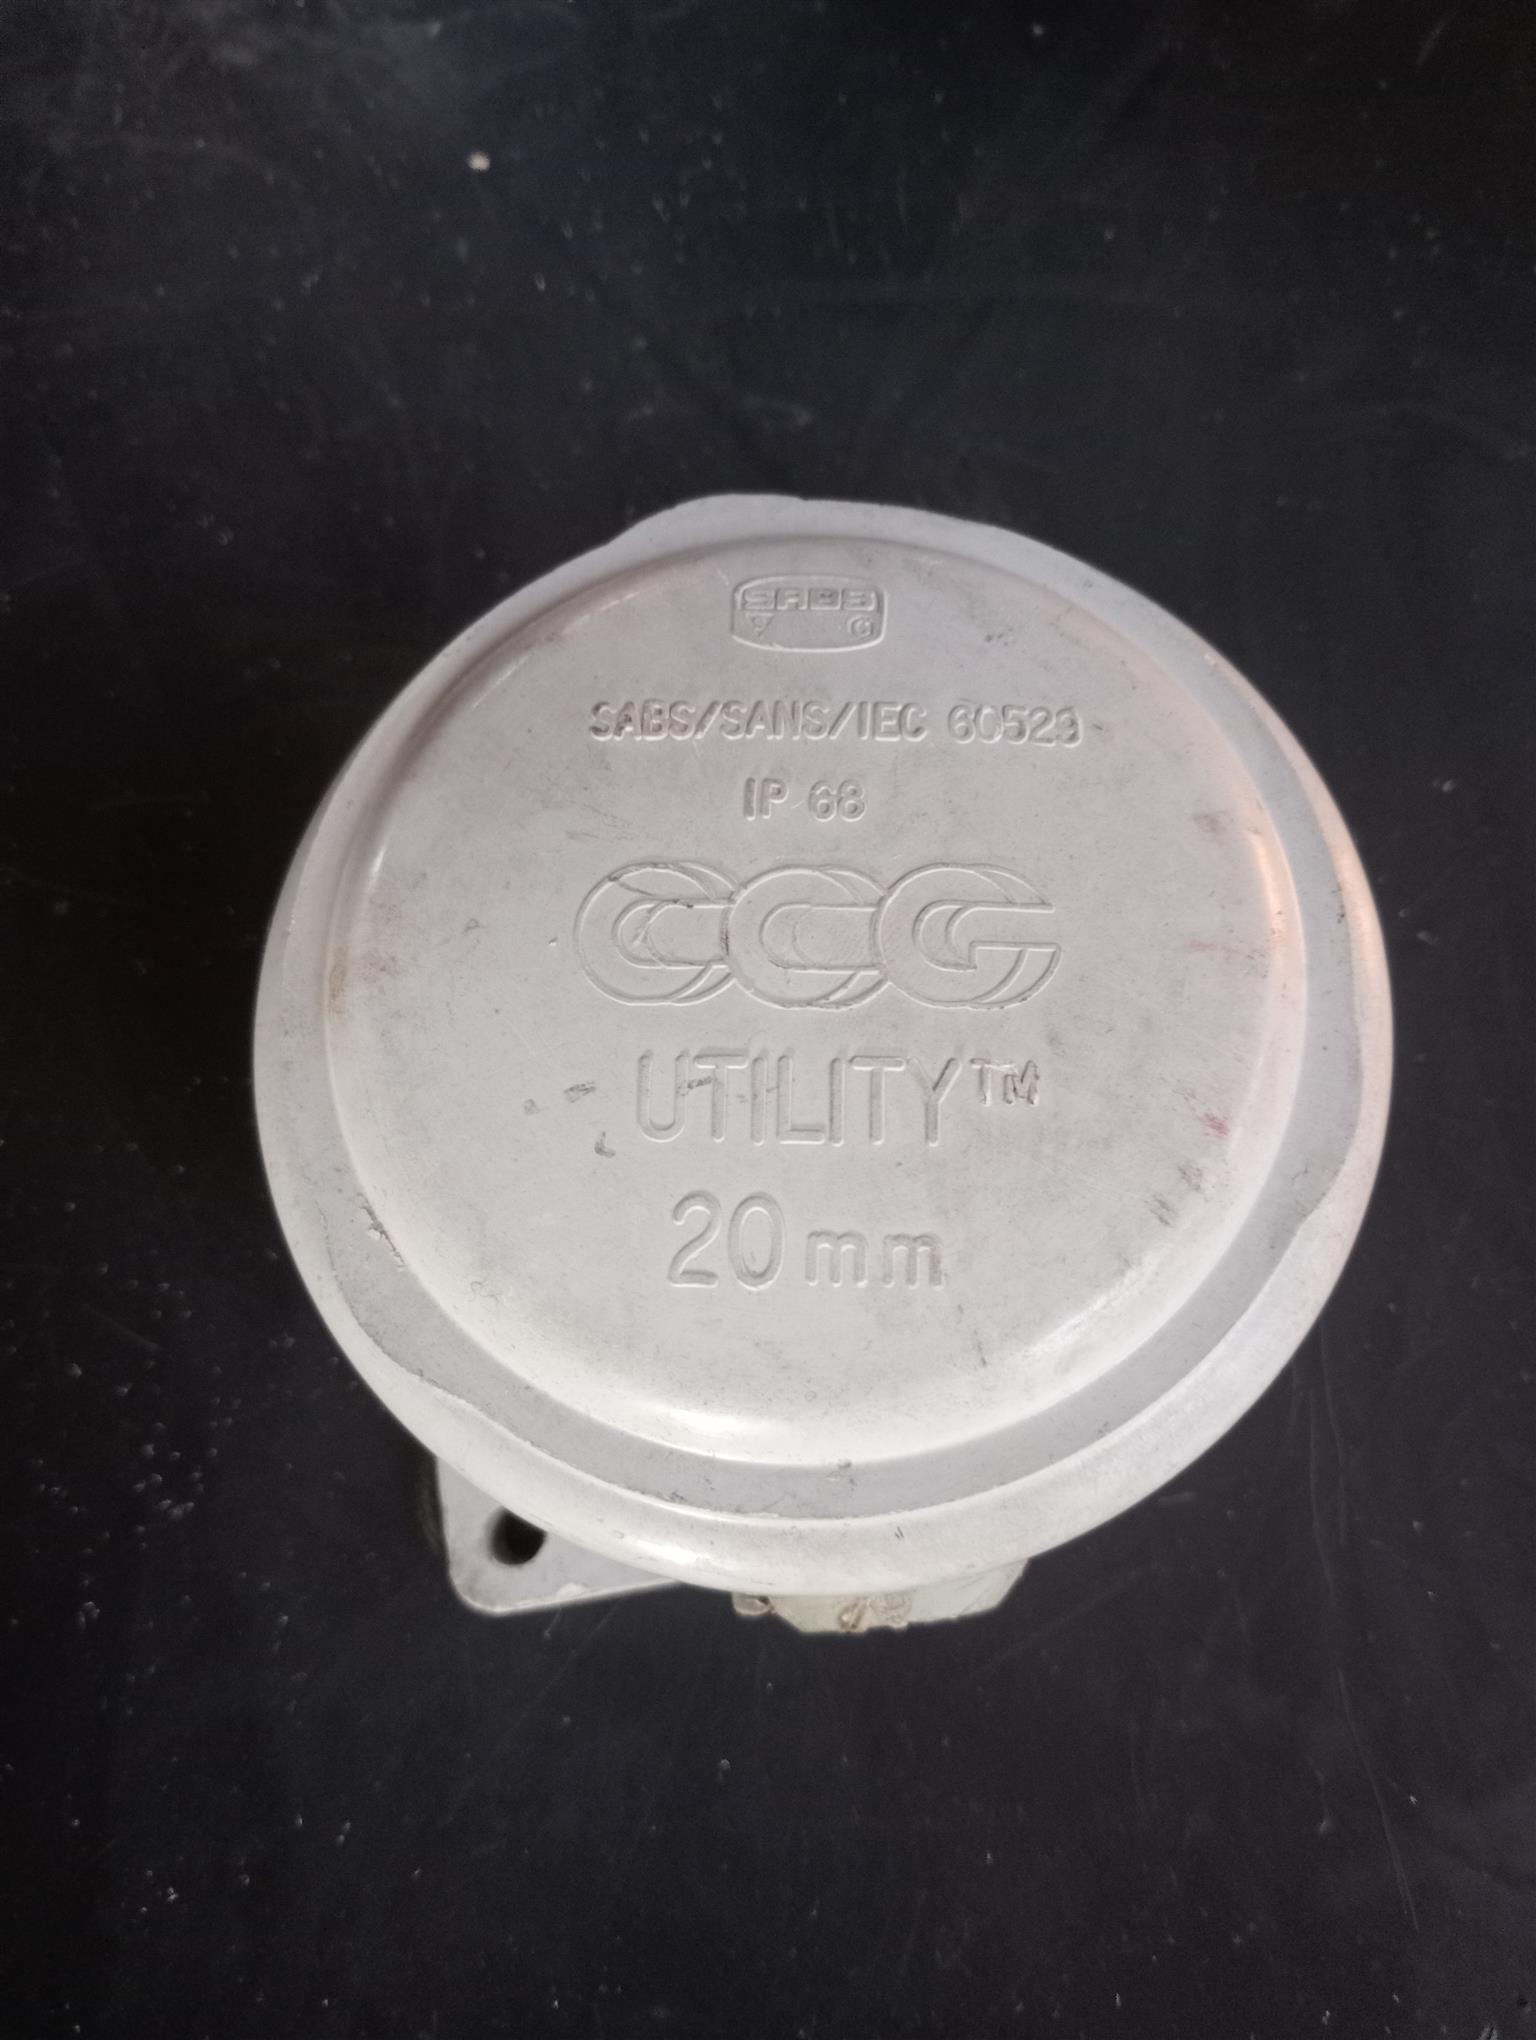 SABS
SABS/SANS/IEC 60529
IP 68
CCG
UTILITY™
20 mm